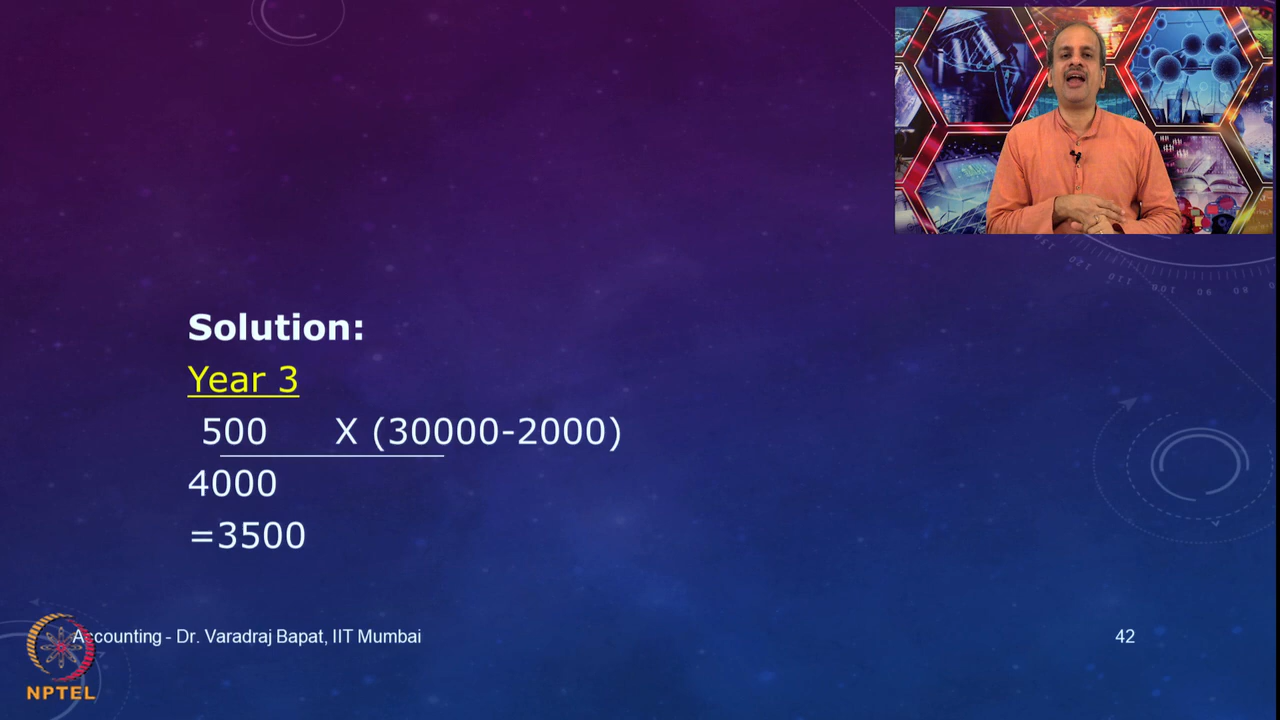 Solution:
Year 3
500 X (30000-2000)
4000
=3500
Accounting - Dr. Varadraj Bapat, IIT Mumbai
42
NPTEL